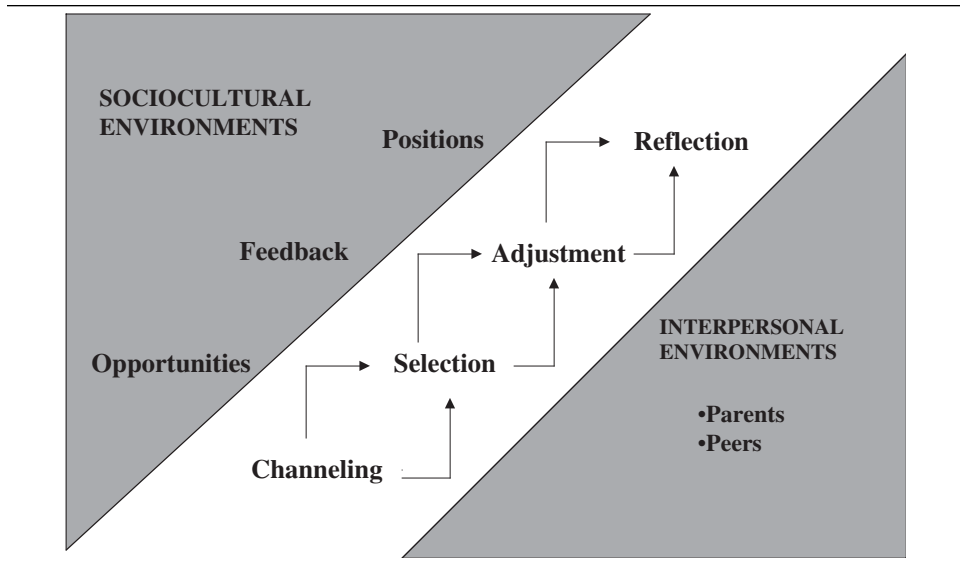 SOCIOCULTURAL
ENVIRONMENTS
Positions
Reflection
Feedback
Adjustment
Opportunities
Selection
Channeling
INTERPERSONAL
ENVIRONMENTS
•Parents
•Peers